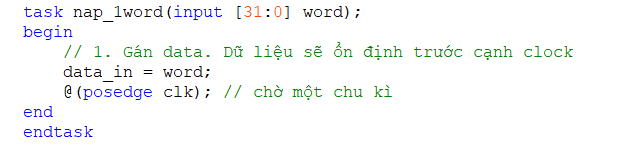 task nap_1word(input [31:0] word);
begin
    // 1. Gán data. Dữ liệu sẽ ổn định trước cạnh clock
    data_in = word;
    @(posedge clk); // chờ một chu kì
end
endtask